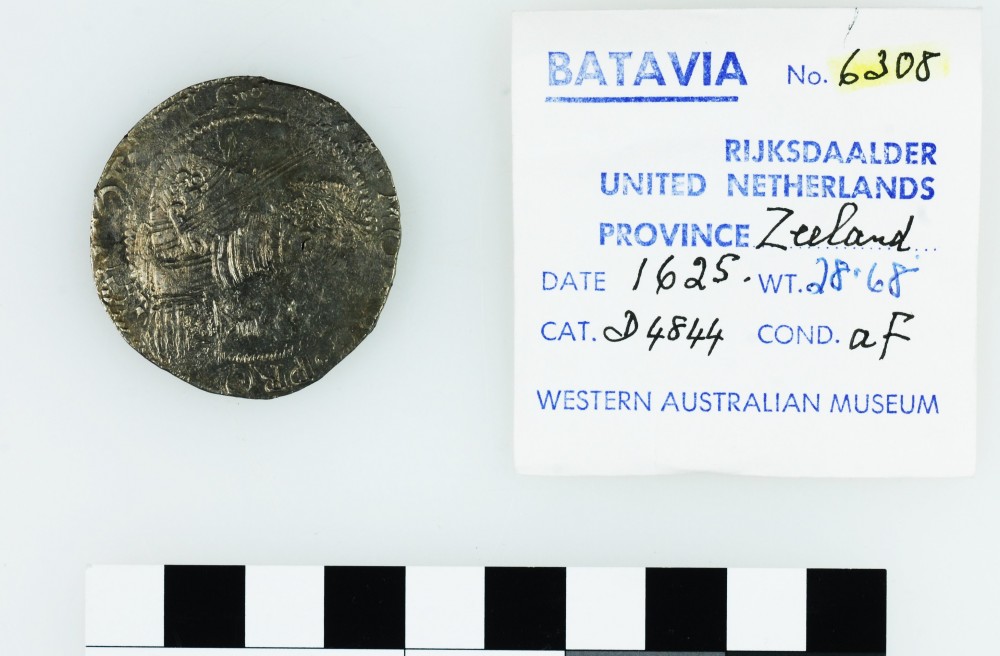 BATAVIA No. 6308
RIJKSDAALDER
UNITED NETHERLANDS
PROVINCE Zeeland
DATE 1625. WT. 28.68
CAT. D4844 COND. aF
WESTERN AUSTRALIAN MUSEUM
PRO